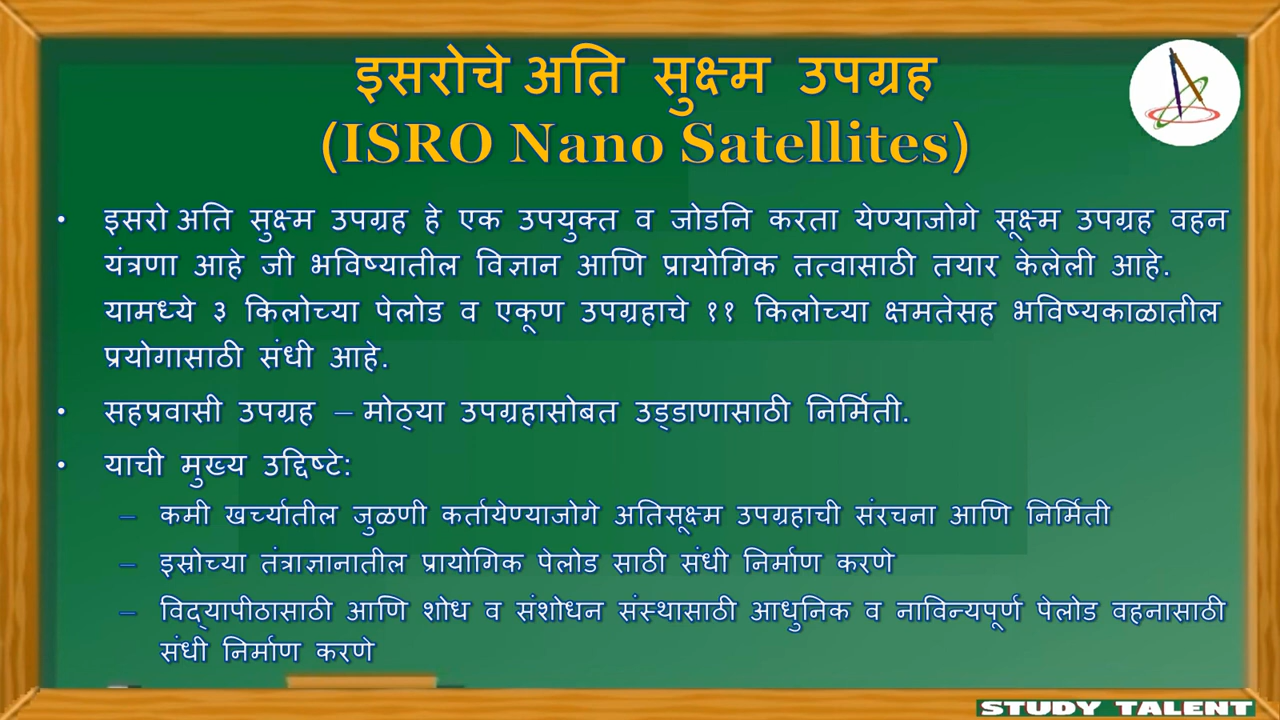 इसरोचे अति सुक्ष्म उपग्रह
(ISRO Nano Satellites)
• इसरो अति सुक्ष्म उपग्रह हे एक उपयुक्त व जोडनि करता येण्याजोगे सूक्ष्म उपग्रह वहन
यंत्रणा आहे जी भविष्यातील विज्ञान आणि प्रायोगिक तत्वासाठी तयार केलेली आहे.
यामध्ये ३ किलोच्या पेलोड व एकूण उपग्रहाचे ११ किलोच्या क्षमतेसह भविष्यकाळातील
प्रयोगासाठी संधी आहे.
• सहप्रवासी उपग्रह – मोठ्या उपग्रहासोबत उड्डाणासाठी निर्मिती.
• याची मुख्य उद्दिष्टे:
– कमी खर्च्यातील जुळणी कर्तायेण्याजोगे अतिसूक्ष्म उपग्रहाची संरचना आणि निर्मिती
– इस्रोच्या तंत्राज्ञानातील प्रायोगिक पेलोड साठी संधी निर्माण करणे
– विद्यापीठासाठी आणि शोध व संशोधन संस्थासाठी आधुनिक व नाविन्यपूर्ण पेलोड वहनासाठी
संधी निर्माण करणे
STUDY TALENT